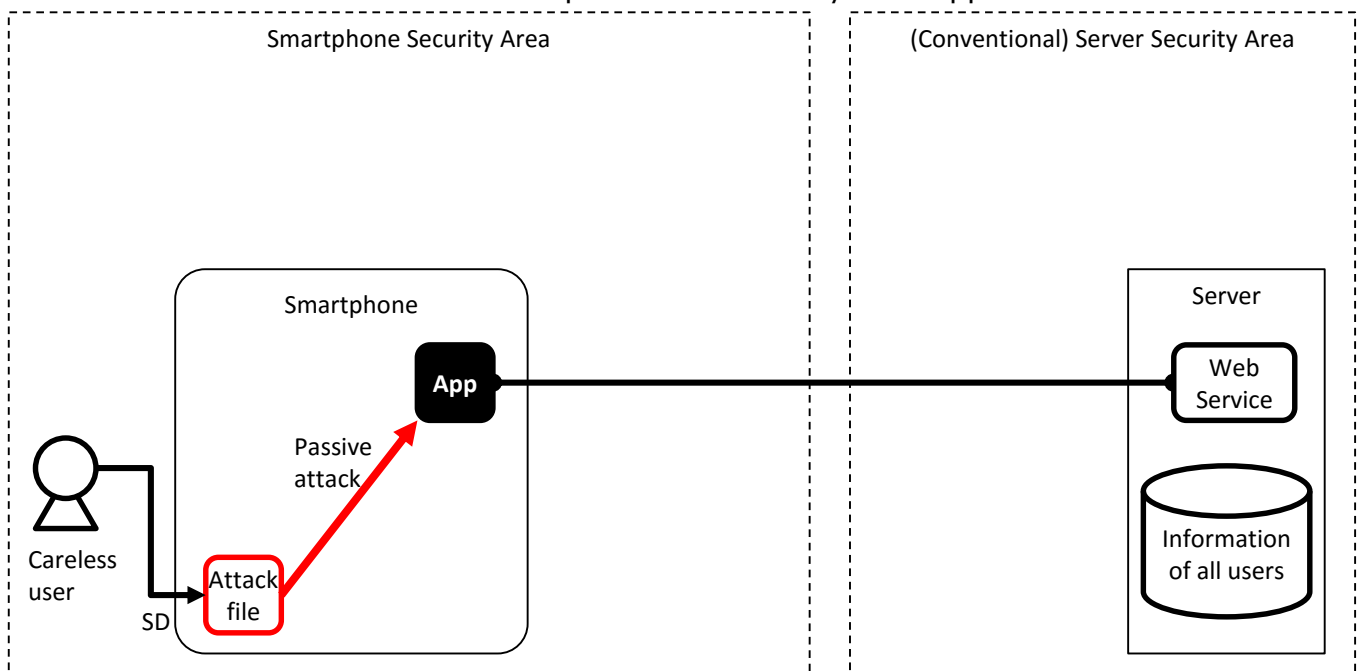 Smartphone Security Area
(Conventional) Server Security Area
Smartphone
Server
App
Web
Service
Passive
attack
Careless
user
SD
Attack
file
Information
of all users